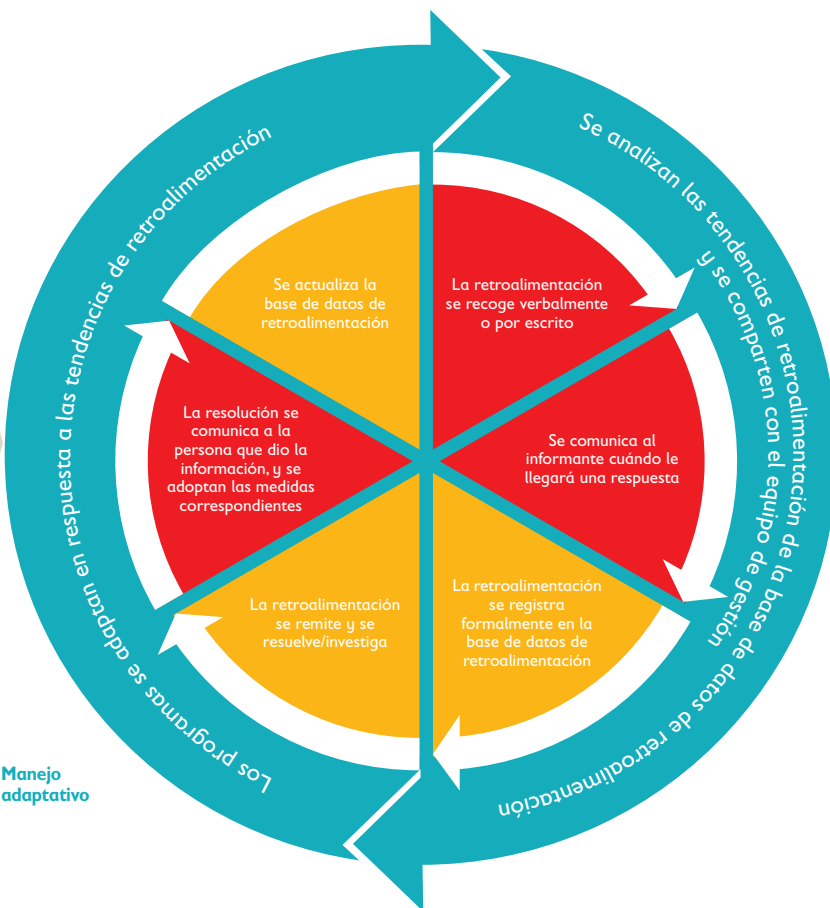 Se analizan las tendencias de retroalimentación de la base de datos de retroalimentación
y se comparten con el equipo de gestión
Los programas se adaptan en respuesta a las tendencias de retroalimentación
La retroalimentación
se recoge verbalmente
o por escrito
Se comunica al
informante cuándo le
llegará una respuesta
La retroalimentación
se registra
formalmente en la
base de datos de
retroalimentación
La retroalimentación
se remite y se
resuelve/investiga
La resolución se
comunica a la
persona que dio la
información, y se
adoptan las medidas
correspondientes
Se actualiza la
base de datos de
retroalimentación
Manejo
adaptativo